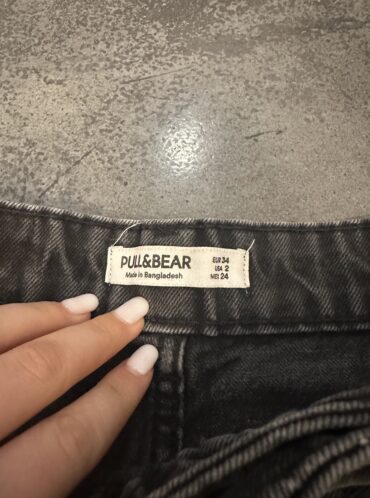 PULL&BEAR
Made in Bangladesh
EUR 34
USA 2
MEX 24